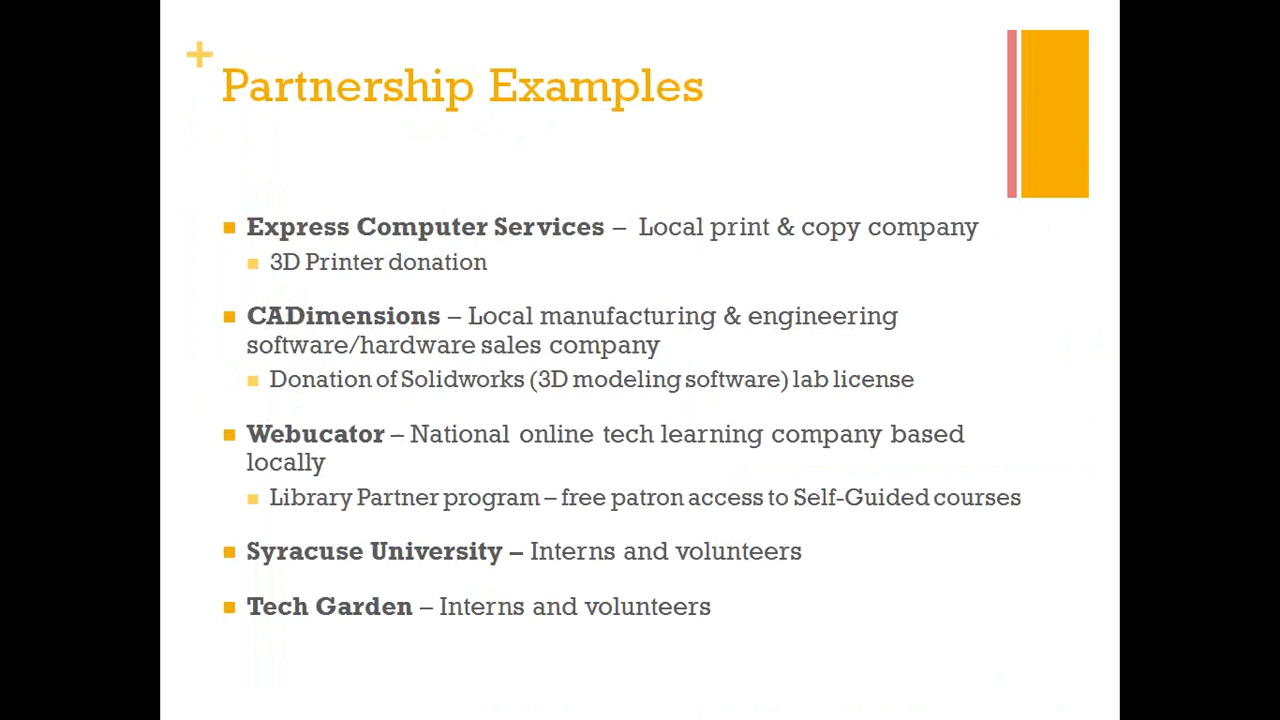 +
Partnership Examples
Express Computer Services – Local print & copy company
3D Printer donation
CADimensions – Local manufacturing & engineering
software/hardware sales company
Donation of Solidworks (3D modeling software) lab license
Webucator – National online tech learning company based
locally
Library Partner program – free patron access to Self-Guided courses
Syracuse University – Interns and volunteers
Tech Garden – Interns and volunteers